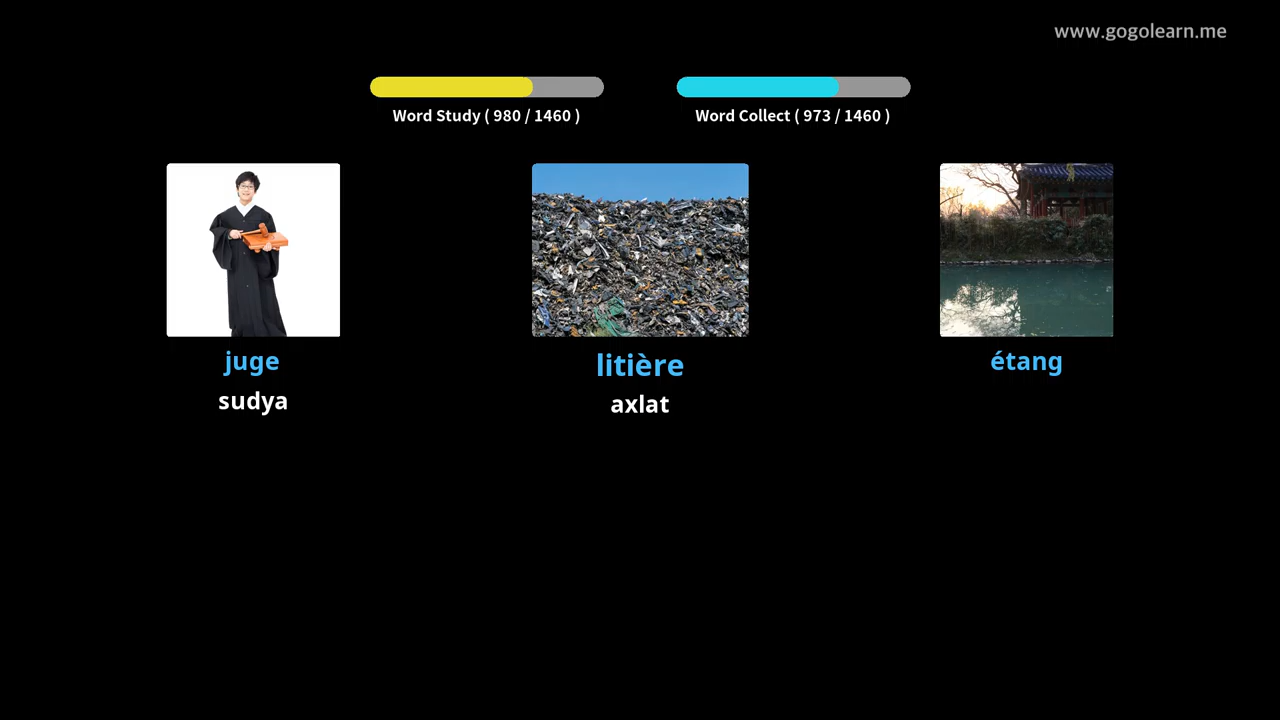 www.gogolearn.me
Word Study ( 980 / 1460 )
Word Collect ( 973 / 1460 )
juge
litière
étang
sudya
axlat